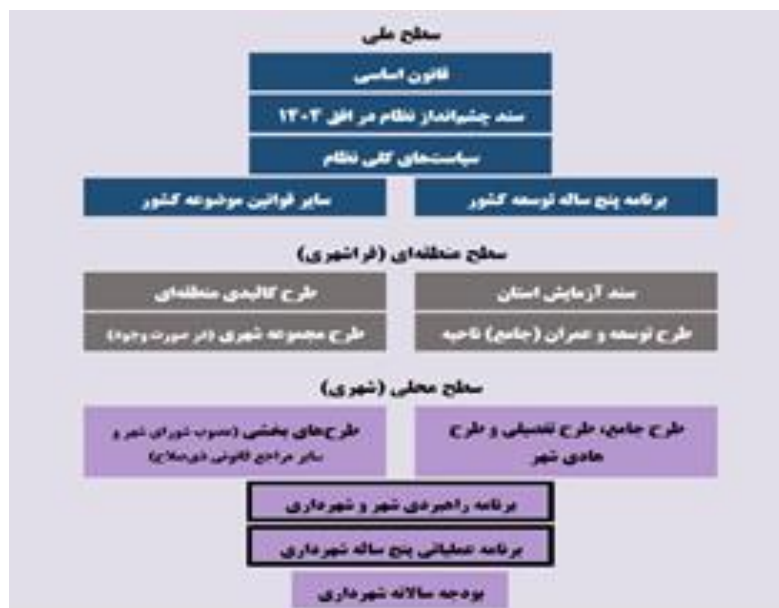 سطح ملی
قانون اساسی
سند چشم‌انداز نظام در افق ۱۴۰۴
سیاست‌های کلی نظام
برنامه پنج ساله توسعه کشور
سایر قوانین موضوعه کشور
سطح منطقه‌ای (فراشهری)
سند آزمایش استان
طرح کالبدی منطقه‌ای
طرح توسعه و عمران (جامع) ناحیه
طرح مجموعه شهری (در صورت وجود)
سطح محلی (شهری)
طرح جامع، طرح تفصیلی و طرح
هادی شهر
طرح‌های بخشی (مصوب شورای شهر و
سایر مراجع قانونی ذی‌صلاح)
برنامه راهبردی شهر و شهرداری
برنامه عملیاتی پنج ساله شهرداری
بودجه سالانه شهرداری